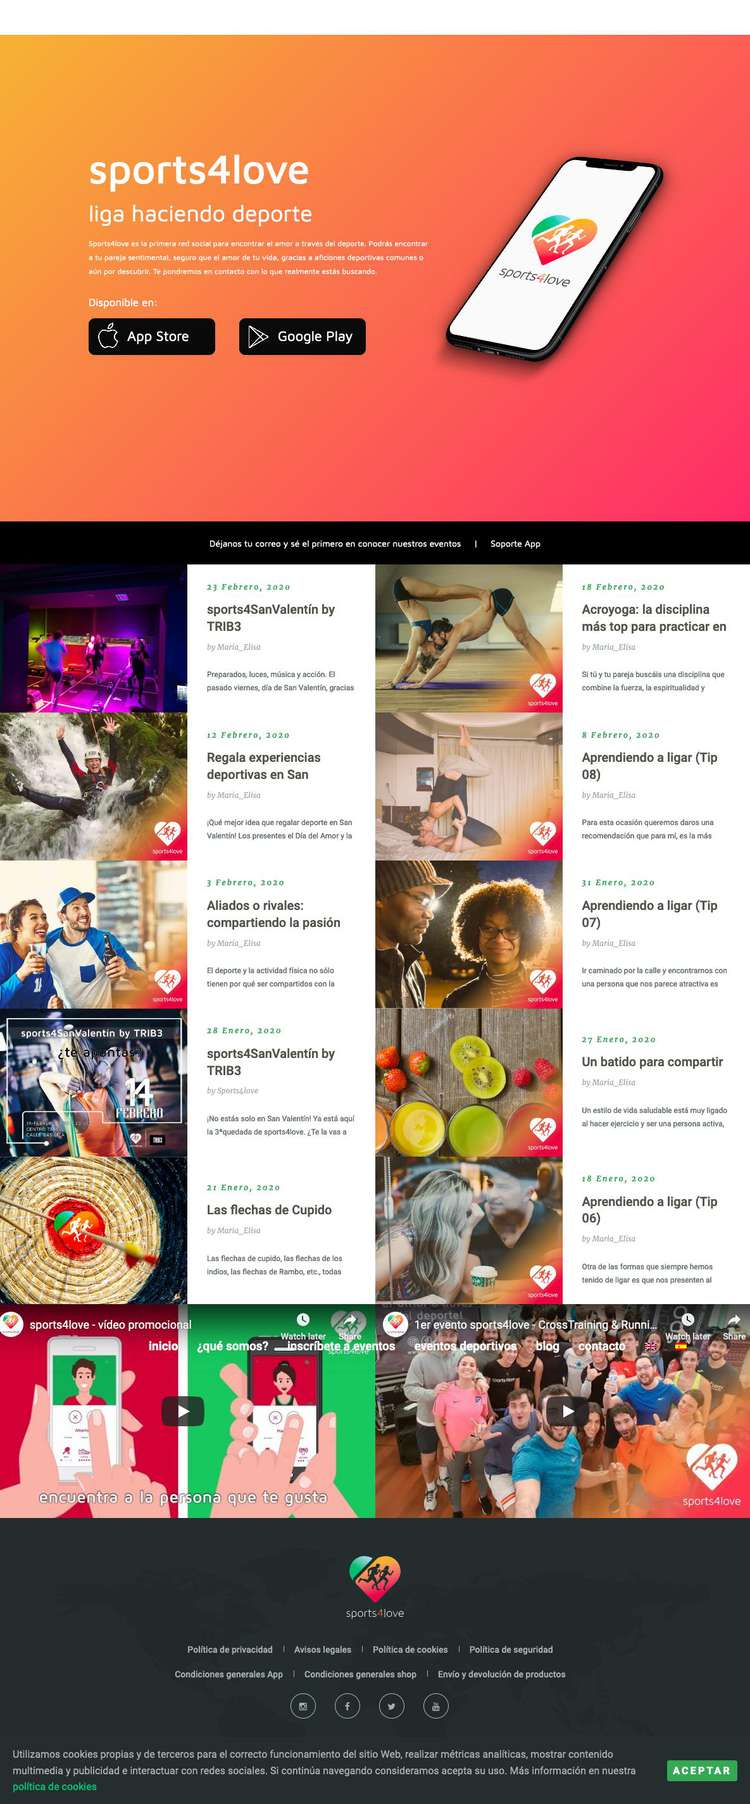 sports4love
liga haciendo deporte
Sports4love es la primera red social para encontrar el amor a través del deporte. Podrás encontrar
a tu pareja sentimental, seguro que el amor de tu vida, gracias a aficiones deportivas comunes o
aún por descubrir. Te pondremos en contacto con lo que realmente estás buscando.
Disponible en:
App Store
Google Play
sports4love
Déjanos tu correo y sé el primero en conocer nuestros eventos | Soporte App
23 Febrero, 2020
sports4SanValentín by
TRIB3
by Maria_Elisa
Preparados, luces, música y acción. El
pasado viernes, día de San Valentín, gracias
sports4love
18 Febrero, 2020
Acroyoga: la disciplina
más top para practicar en
by Maria_Elisa
Si tú y tu pareja buscáis una disciplina que
combine la fuerza, la espiritualidad y
sports4love
12 Febrero, 2020
Regala experiencias
deportivas en San
by Maria_Elisa
¡Qué mejor idea que regalar deporte en San
Valentín! Los presentes el Día del Amor y la
sports4love
8 Febrero, 2020
Aprendiendo a ligar (Tip
08)
by Maria_Elisa
Para esta ocasión queremos daros una
recomendación que para mí, es la más
sports4love
3 Febrero, 2020
Aliados o rivales:
compartiendo la pasión
by Maria_Elisa
El deporte y la actividad física no sólo
tienen por qué ser compartidos con la
sports4love
31 Enero, 2020
Aprendiendo a ligar (Tip
07)
by Maria_Elisa
Ir caminado por la calle y encontrarnos con
una persona que nos parece atractiva es
sports4SanValentín by TRIB3
¿te apuntas?
14
FEBRERO
TRIB3
28 Enero, 2020
sports4SanValentín by
TRIB3
by Sports4love
¡No estás solo en San Valentín! Ya está aquí
la 3ªquedada de sports4love. ¿Te la vas a
sports4love
27 Enero, 2020
Un batido para compartir
by Maria_Elisa
Un estilo de vida saludable está muy ligado
al hacer ejercicio y ser una persona activa,
21 Enero, 2020
Las flechas de Cupido
by Maria_Elisa
Las flechas de cupido, las flechas de los
indios, las flechas de Rambo, etc., todas
sports4love
18 Enero, 2020
Aprendiendo a ligar (Tip
06)
by Maria_Elisa
Otra de las formas que siempre hemos
tenido de ligar es que nos presenten al
sports4love - vídeo promocional
Watch later
Share
1er evento sports4love - CrossTraining & Runni...
Watch later
Share
inicio ¿qué somos? inscríbete a eventos eventos deportivos blog contacto
encuentra a la persona que te gusta
sports4love
sports4love
Política de privacidad | Avisos legales | Política de cookies | Política de seguridad
Condiciones generales App | Condiciones generales shop | Envío y devolución de productos
Utilizamos cookies propias y de terceros para el correcto funcionamiento del sitio Web, realizar métricas analíticas, mostrar contenido
multimedia y publicidad e interactuar con redes sociales. Si continúa navegando consideramos acepta su uso. Más información en nuestra
política de cookies
ACEPTAR